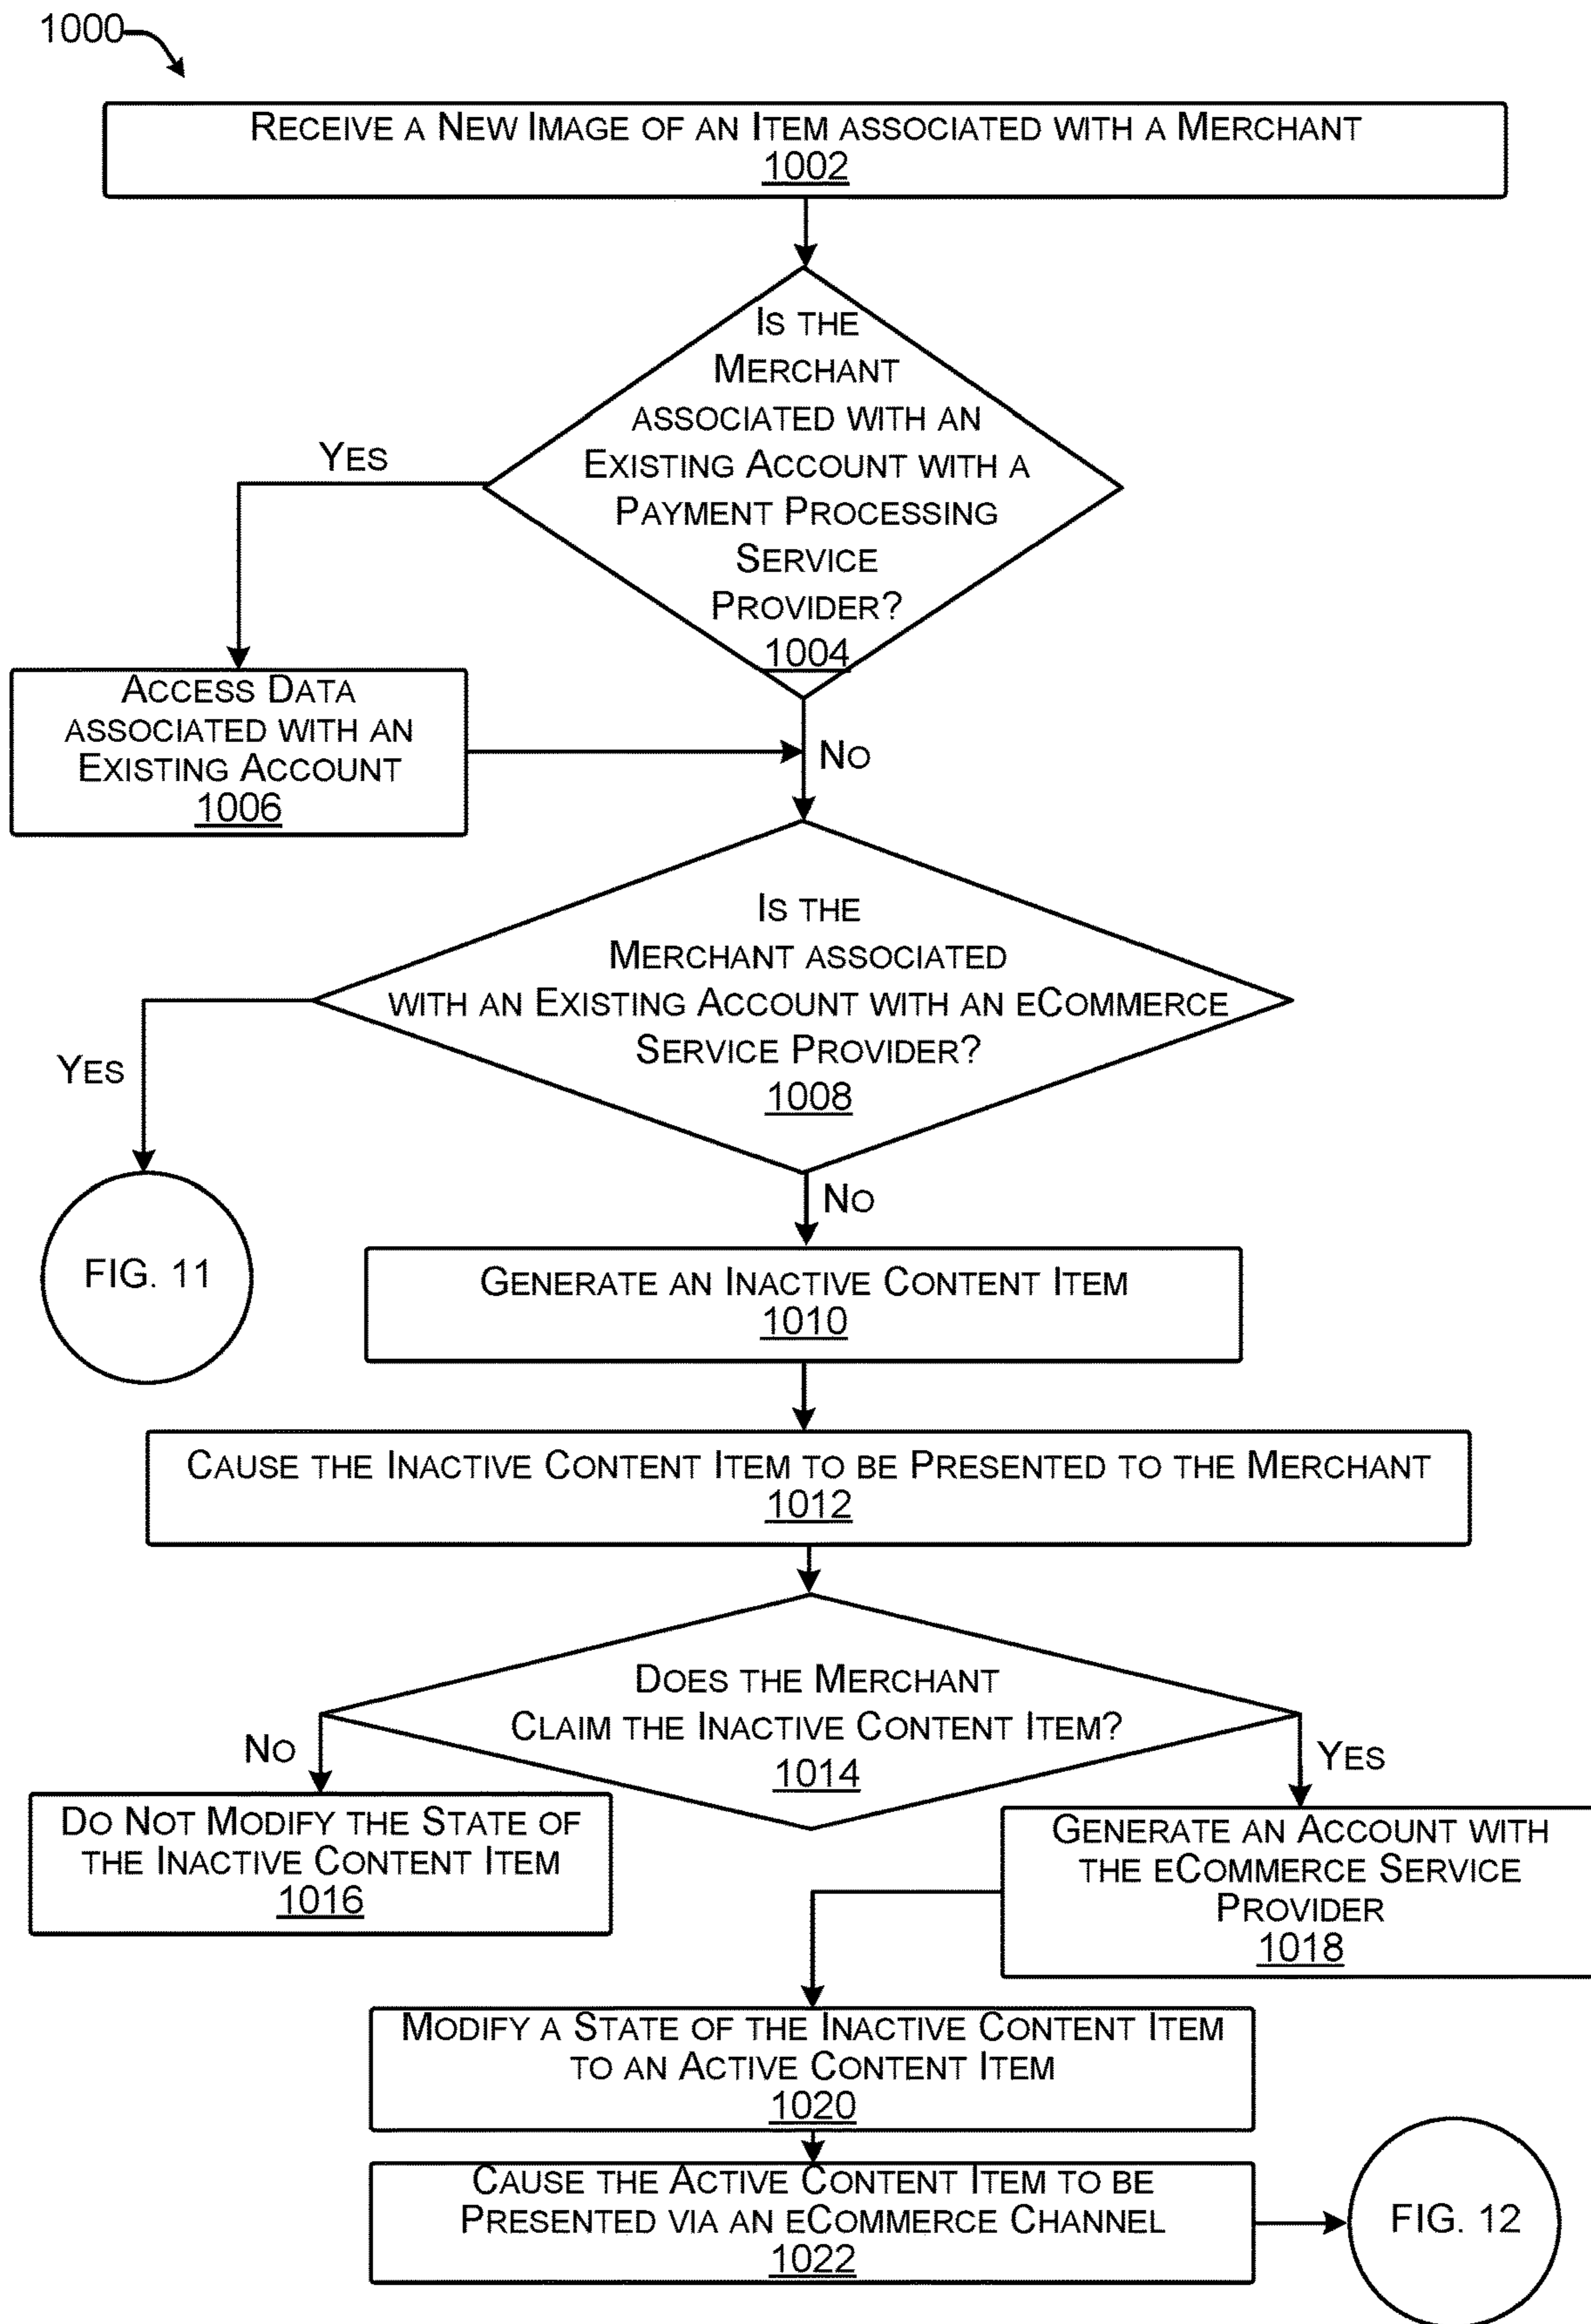 1000
RECEIVE A NEW IMAGE OF AN ITEM ASSOCIATED WITH A MERCHANT
1002
IS THE
MERCHANT
ASSOCIATED WITH AN
EXISTING ACCOUNT WITH A
PAYMENT PROCESSING
SERVICE
PROVIDER?
1004
YES
ACCESS DATA
ASSOCIATED WITH AN
EXISTING ACCOUNT
1006
NO
IS THE
MERCHANT ASSOCIATED
WITH AN EXISTING ACCOUNT WITH AN ECOMMERCE
SERVICE PROVIDER?
1008
YES
NO
FIG. 11
GENERATE AN INACTIVE CONTENT ITEM
1010
CAUSE THE INACTIVE CONTENT ITEM TO BE PRESENTED TO THE MERCHANT
1012
DOES THE MERCHANT
CLAIM THE INACTIVE CONTENT ITEM?
1014
NO
YES
DO NOT MODIFY THE STATE OF
THE INACTIVE CONTENT ITEM
1016
GENERATE AN ACCOUNT WITH
THE ECOMMERCE SERVICE
PROVIDER
1018
MODIFY A STATE OF THE INACTIVE CONTENT ITEM
TO AN ACTIVE CONTENT ITEM
1020
CAUSE THE ACTIVE CONTENT ITEM TO BE
PRESENTED VIA AN ECOMMERCE CHANNEL
1022
FIG. 12